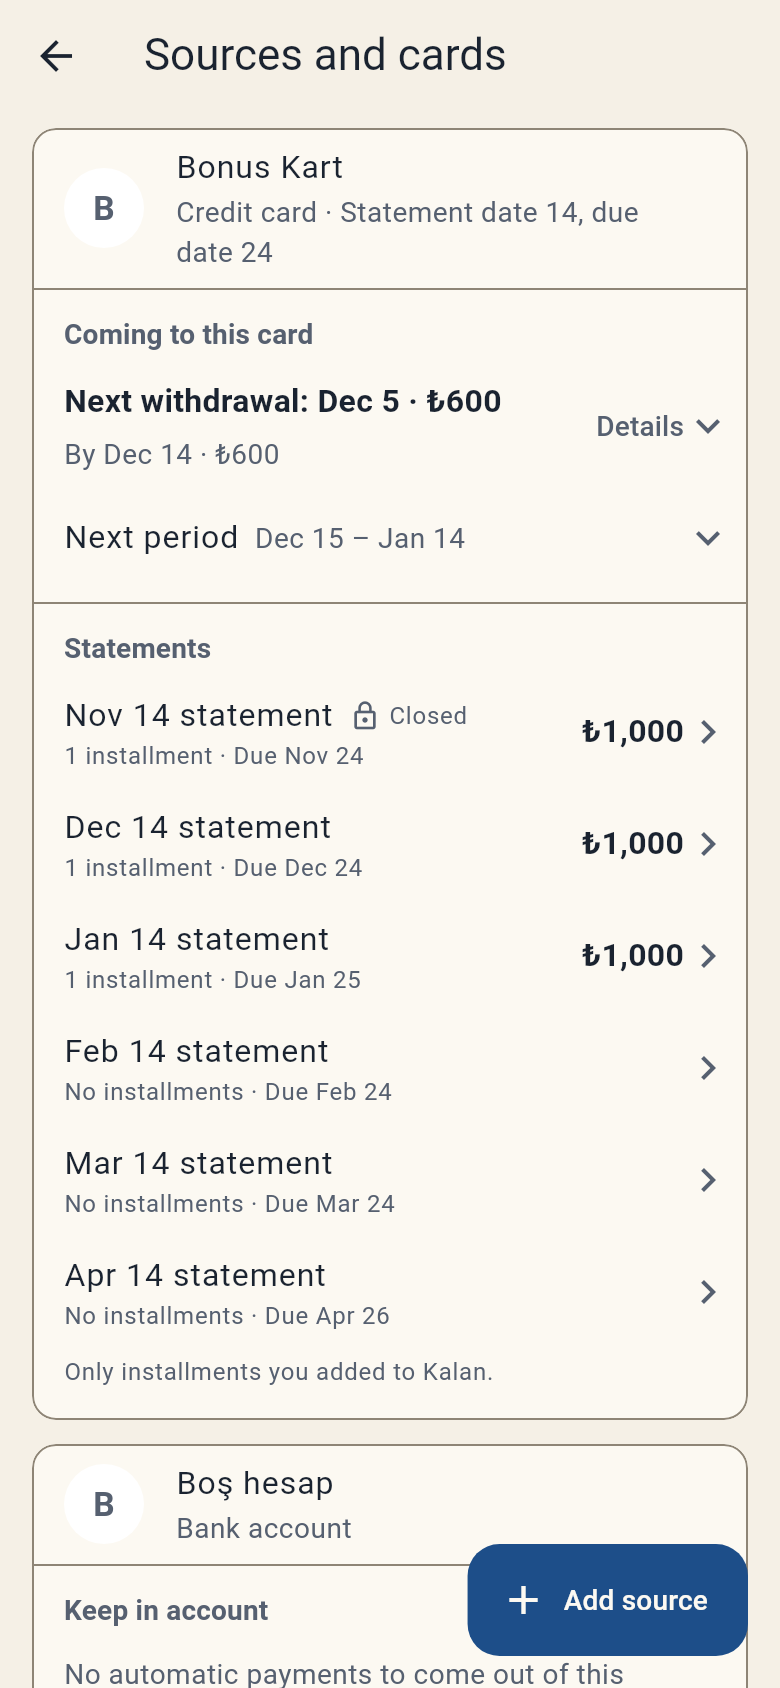 Sources and cards
B
Bonus Kart
Credit card · Statement date 14, due
date 24
Coming to this card
Next withdrawal: Dec 5 · ₺600
By Dec 14 · ₺600
Details
Next period Dec 15 – Jan 14
Statements
Nov 14 statement Closed
1 installment · Due Nov 24
₺1,000
Dec 14 statement
1 installment · Due Dec 24
₺1,000
Jan 14 statement
1 installment · Due Jan 25
₺1,000
Feb 14 statement
No installments · Due Feb 24
Mar 14 statement
No installments · Due Mar 24
Apr 14 statement
No installments · Due Apr 26
Only installments you added to Kalan.
B
Boş hesap
Bank account
Add source
Keep in account
No automatic payments to come out of this